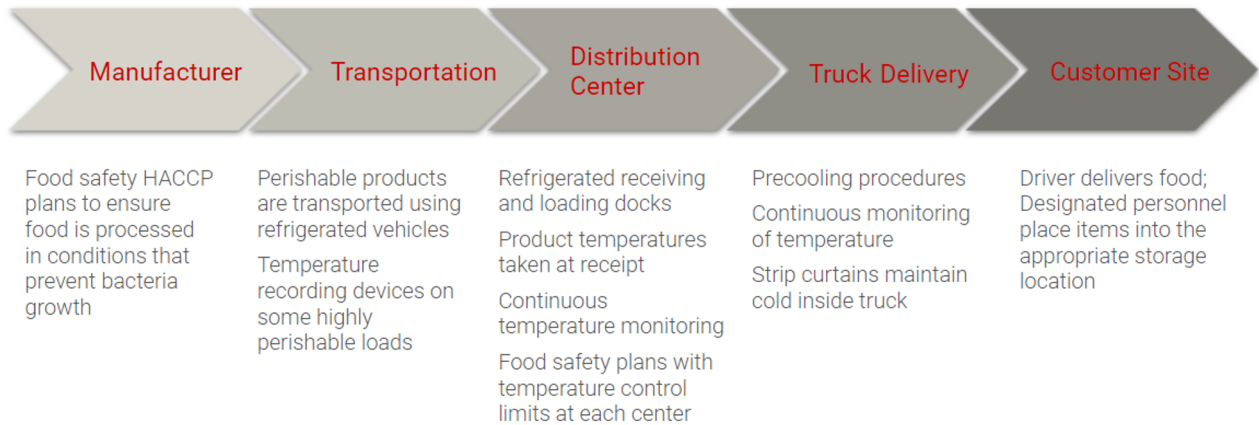 Manufacturer
Transportation
Distribution
Center
Truck Delivery
Customer Site
Food safety HACCP
plans to ensure
food is processed
in conditions that
prevent bacteria
growth
Perishable products
are transported using
refrigerated vehicles
Temperature
recording devices on
some highly
perishable loads
Refrigerated receiving
and loading docks
Product temperatures
taken at receipt
Continuous
temperature monitoring
Food safety plans with
temperature control
limits at each center
Precooling procedures
Continuous monitoring
of temperature
Strip curtains maintain
cold inside truck
Driver delivers food;
Designated personnel
place items into the
appropriate storage
location